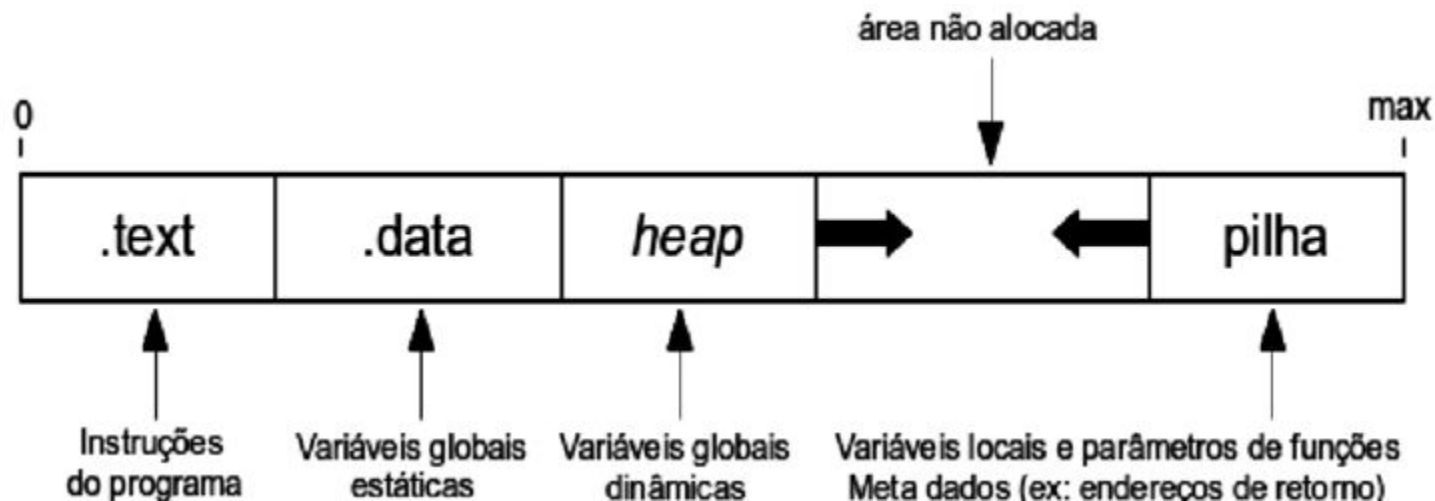 área não alocada
0
max
.text
.data
heap
pilha
Instruções
do programa
Variáveis globais
estáticas
Variáveis globais
dinâmicas
Variáveis locais e parâmetros de funções
Meta dados (ex: endereços de retorno)